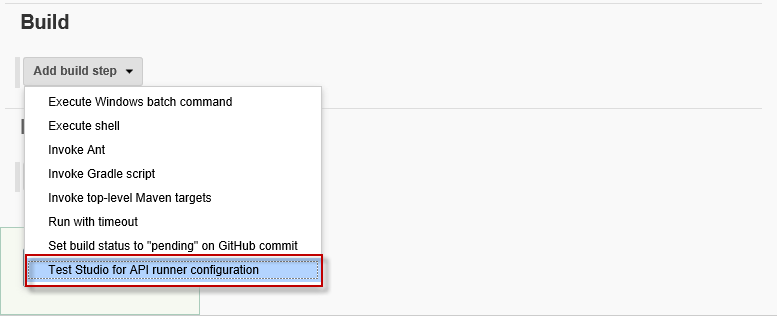 Build
Add build step
Execute Windows batch command
Execute shell
Invoke Ant
Invoke Gradle script
Invoke top-level Maven targets
Run with timeout
Set build status to "pending" on GitHub commit
Test Studio for API runner configuration